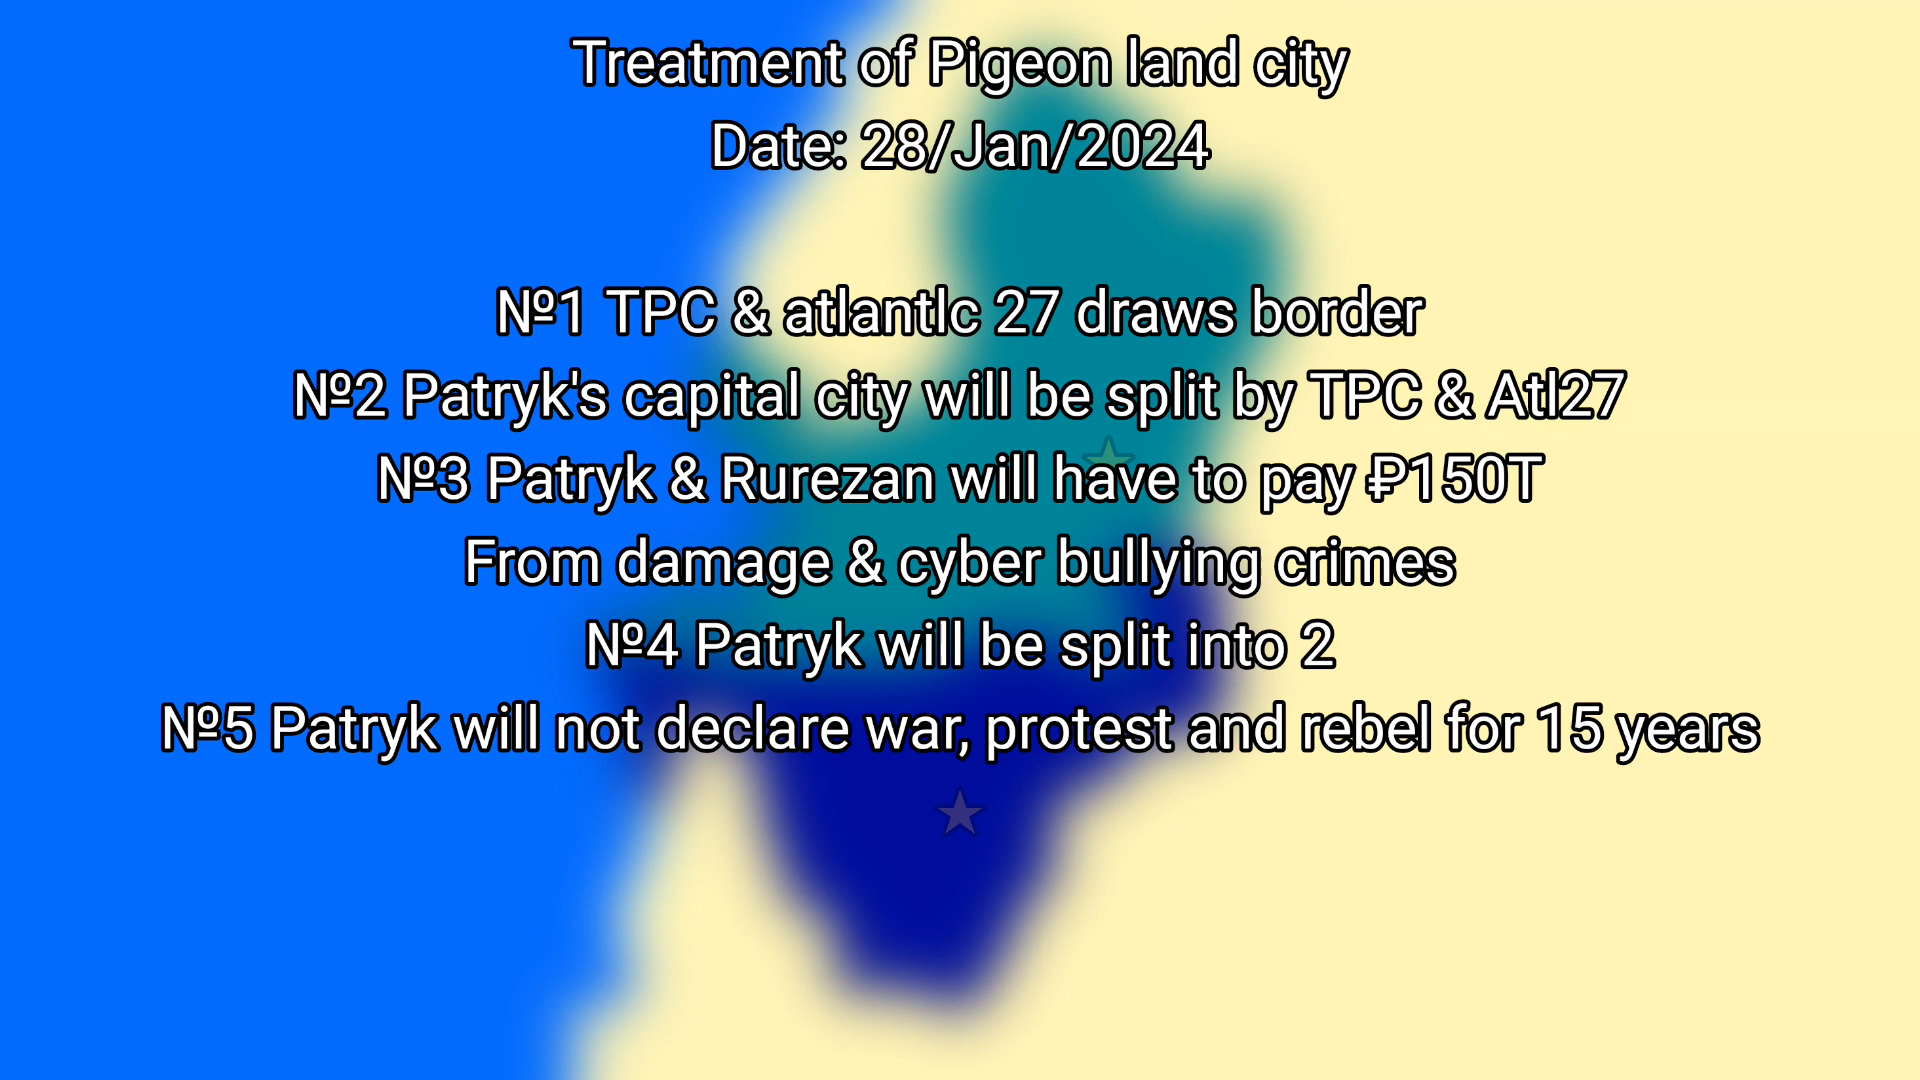 Treatment of Pigeon land city
Date: 28/Jan/2024
№1 TPC & atlantIc 27 draws border
№2 Patryk's capital city will be split by TPC & Atl27
№3 Patryk & Rurezan will have to pay ₽150T
From damage & cyber bullying crimes
№4 Patryk will be split into 2
№5 Patryk will not declare war, protest and rebel for 15 years